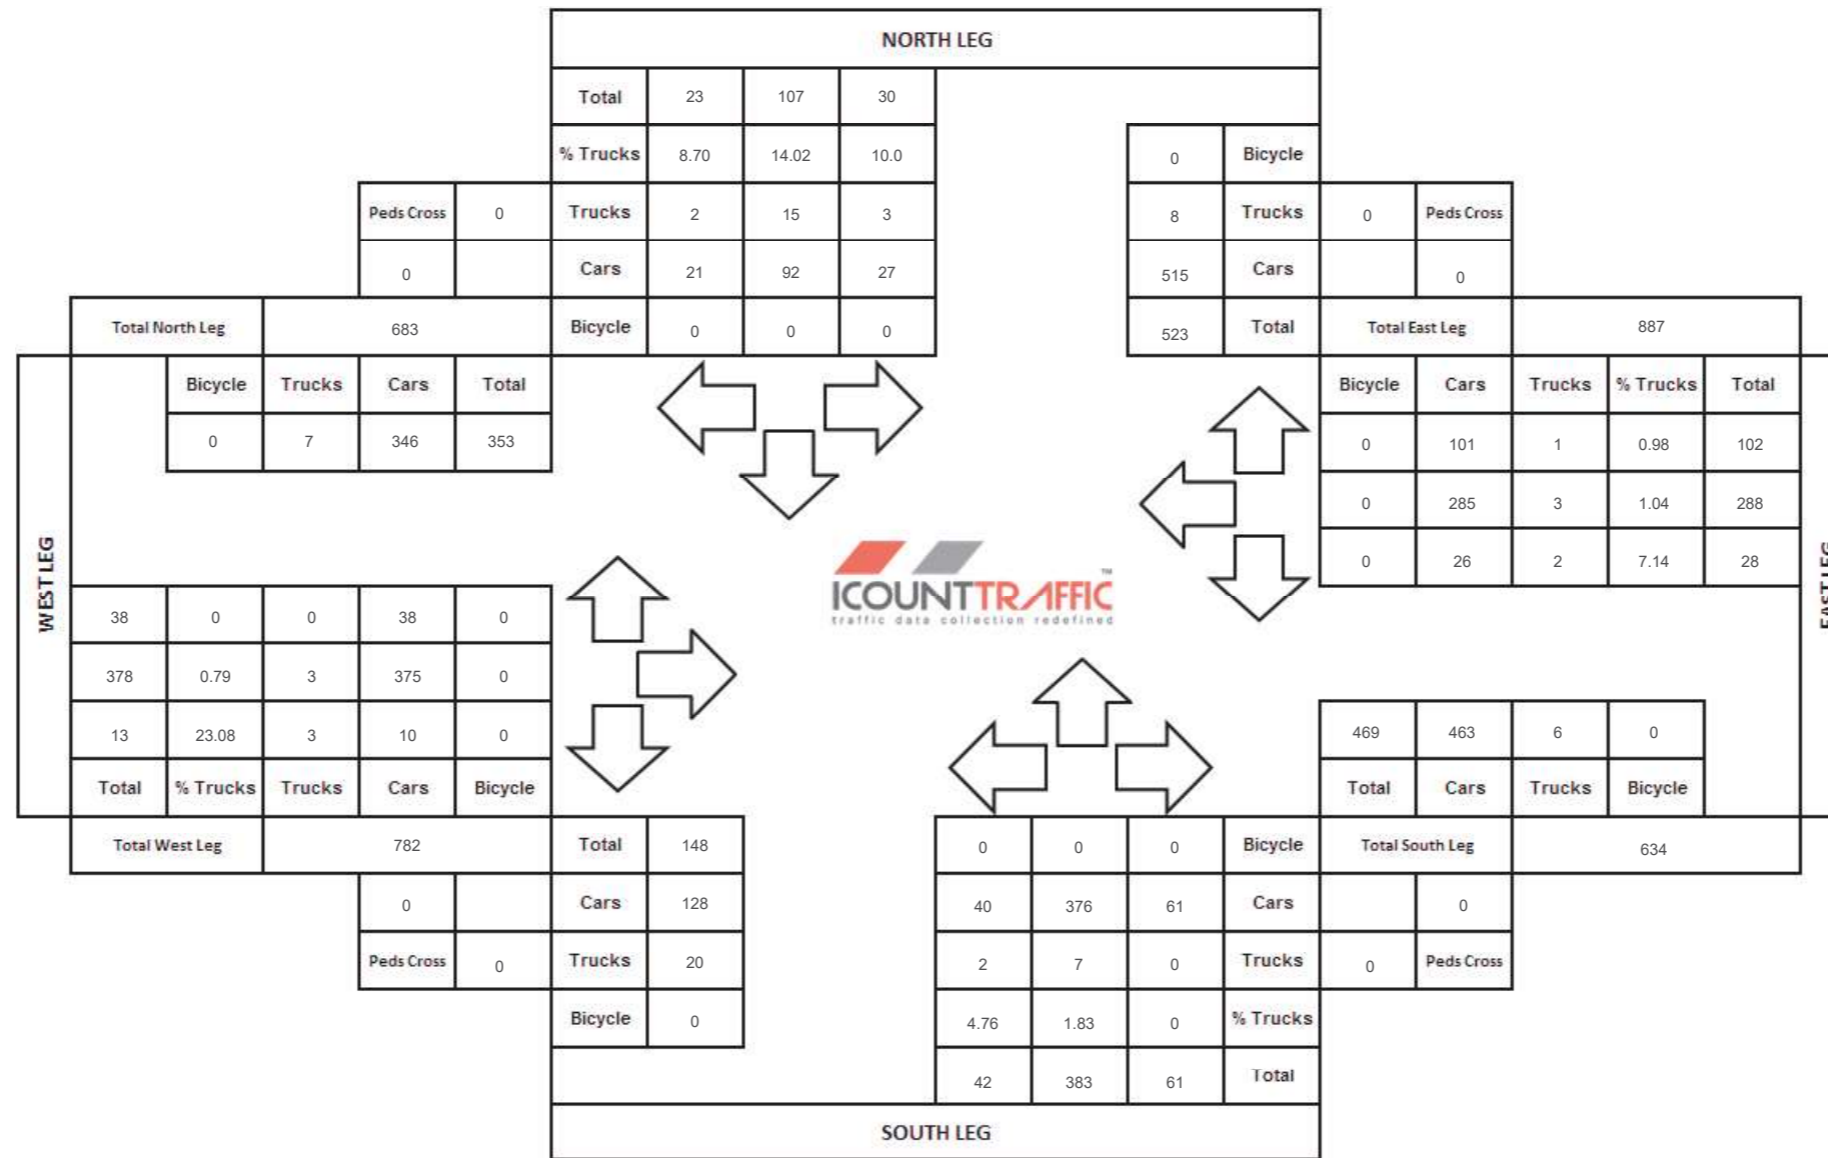 NORTH LEG
Total 23 107 30
% Trucks 8.70 14.02 10.0 0 Bicycle
Peds Cross 0 Trucks 2 15 3 8 Trucks 0 Peds Cross
0 Cars 21 92 27 515 Cars 0
Total North Leg 683 Bicycle 0 0 0 523 Total Total East Leg 887
Bicycle Trucks Cars Total Bicycle Cars Trucks % Trucks Total
0 7 346 353 0 101 1 0.98 102
0 285 3 1.04 288
0 26 2 7.14 28
WEST LEG
EAST LEG
ICOUNTTRAFFIC™
traffic data collection redefined
38 0 0 38 0
378 0.79 3 375 0
13 23.08 3 10 0 469 463 6 0
Total % Trucks Trucks Cars Bicycle Total Cars Trucks Bicycle
Total West Leg 782 Total 148 0 0 0 Bicycle Total South Leg 634
0 Cars 128 40 376 61 Cars 0
Peds Cross 0 Trucks 20 2 7 0 Trucks 0 Peds Cross
Bicycle 0 4.76 1.83 0 % Trucks
42 383 61 Total
SOUTH LEG